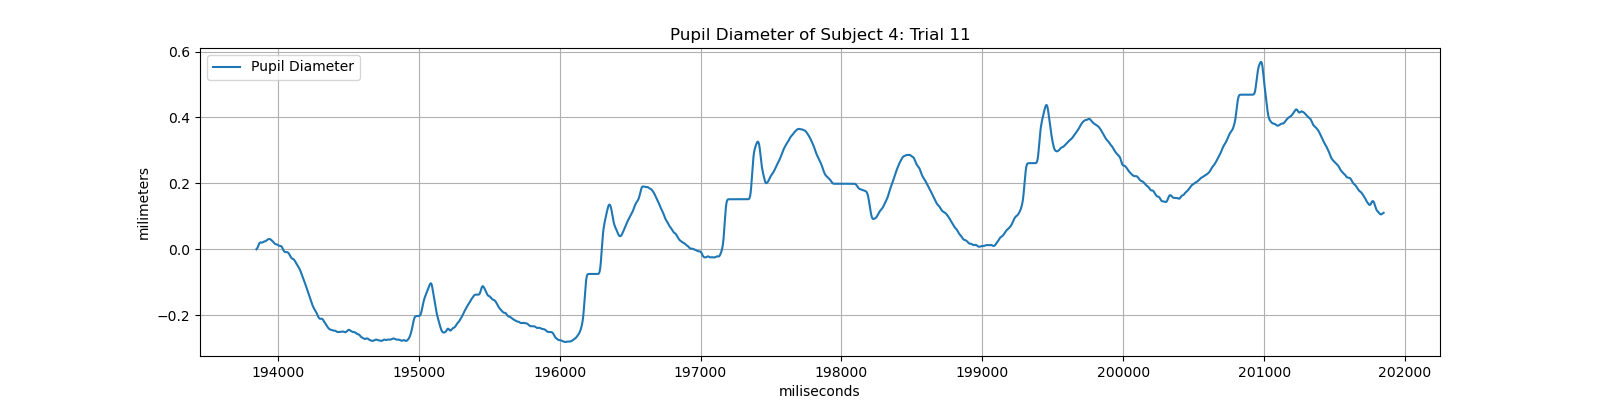 Pupil Diameter of Subject 4: Trial 11
Pupil Diameter
0.6
0.4
0.2
0.0
−0.2
milimeters
194000 195000 196000 197000 198000 199000 200000 201000 202000
miliseconds